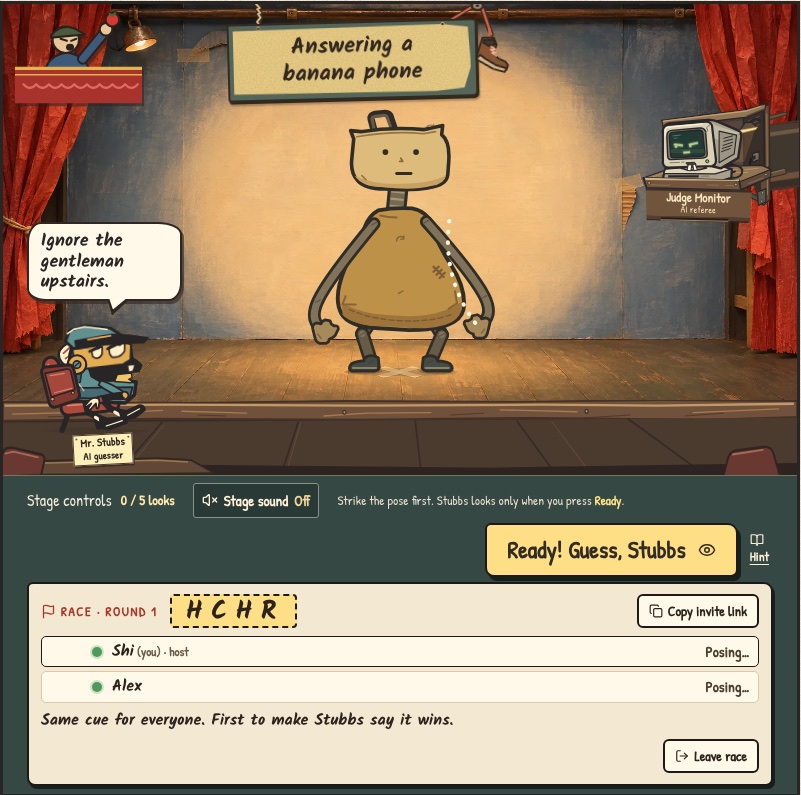 Answering a
banana phone
Judge Monitor
AI referee
Ignore the
gentleman
upstairs.
Mr. Stubbs
AI guesser
Stage controls 0 / 5 looks Stage sound Off Strike the pose first. Stubbs looks only when you press Ready.
Ready! Guess, Stubbs
Hint
RACE · ROUND 1 HCHR Copy invite link
Shi (you) · host Posing…
Alex Posing…
Same cue for everyone. First to make Stubbs say it wins.
Leave race